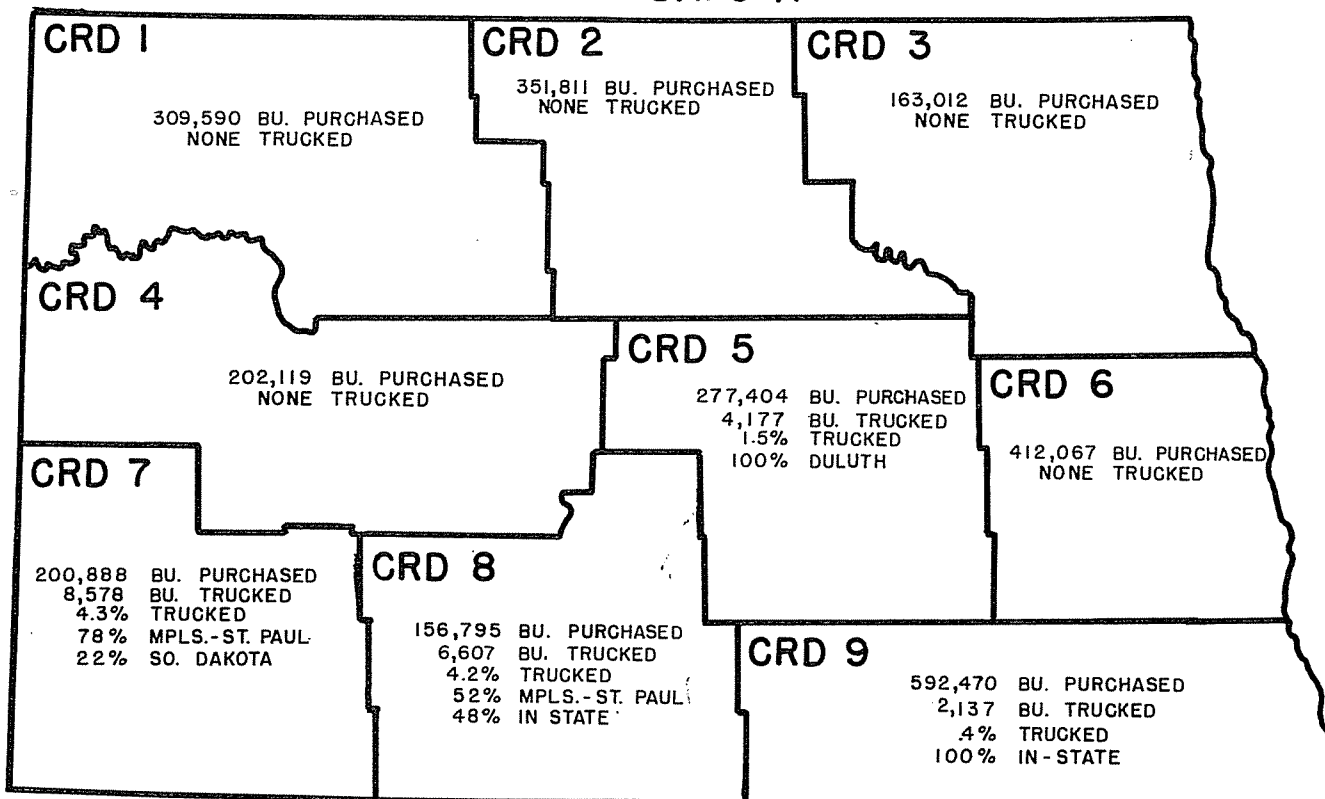 CRD 1
309,590 BU. PURCHASED
NONE TRUCKED
CRD 2
351,811 BU. PURCHASED
NONE TRUCKED
CRD 3
163,012 BU. PURCHASED
NONE TRUCKED
CRD 4
202,119 BU. PURCHASED
NONE TRUCKED
CRD 5
277,404 BU. PURCHASED
4,177 BU. TRUCKED
1.5% TRUCKED
100% DULUTH
CRD 6
412,067 BU. PURCHASED
NONE TRUCKED
CRD 7
200,888 BU. PURCHASED
8,578 BU. TRUCKED
4.3% TRUCKED
78% MPLS.-ST. PAUL
22% SO. DAKOTA
CRD 8
156,795 BU. PURCHASED
6,607 BU. TRUCKED
4.2% TRUCKED
52% MPLS.-ST. PAUL
48% IN STATE
CRD 9
592,470 BU. PURCHASED
2,137 BU. TRUCKED
.4% TRUCKED
100% IN-STATE